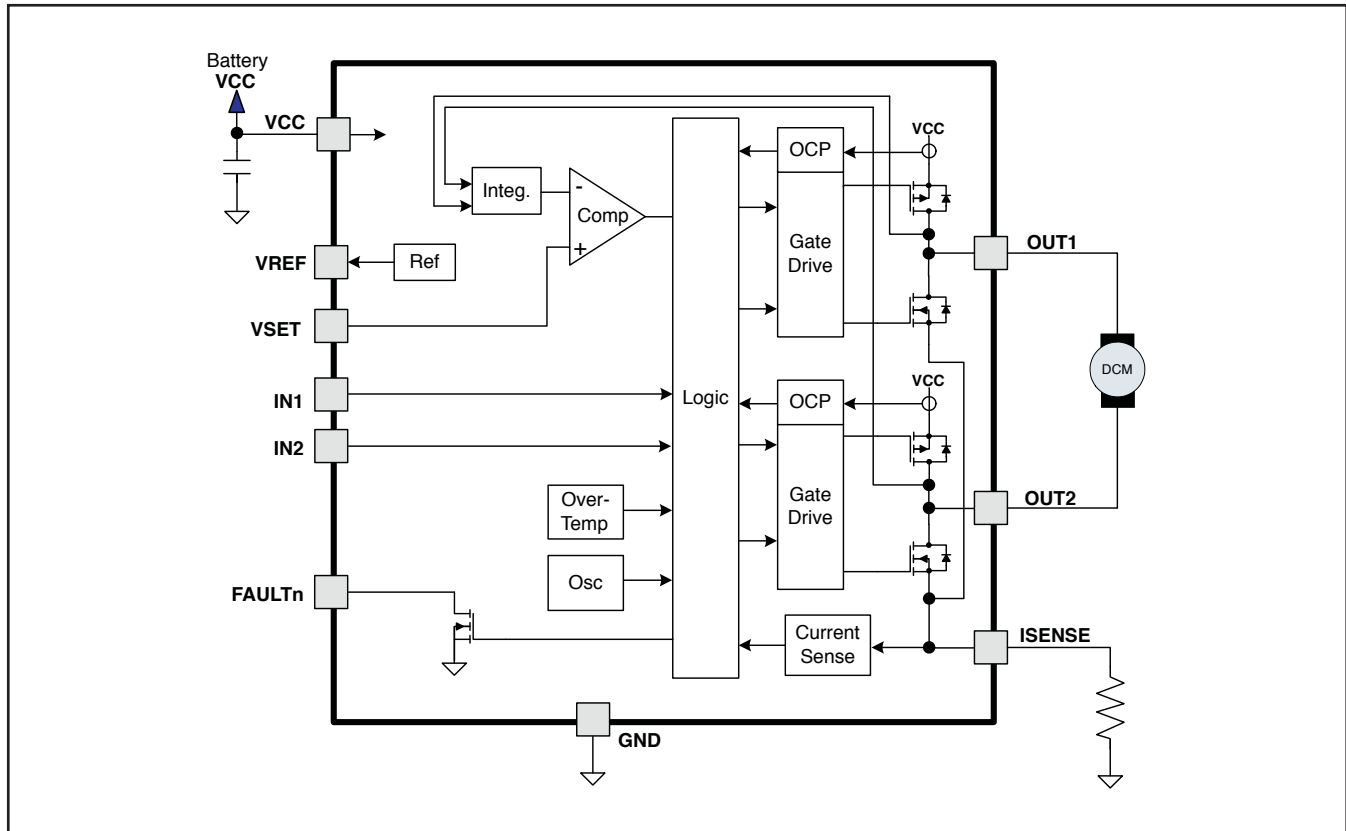 Battery
VCC
VCC
VCC
OCP
Integ.
-
Comp
+
Gate
Drive
OUT1
VREF
Ref
VSET
DCM
IN1
Logic
VCC
OCP
IN2
Gate
Drive
OUT2
Over-
Temp
Osc
FAULTn
Current
Sense
ISENSE
GND